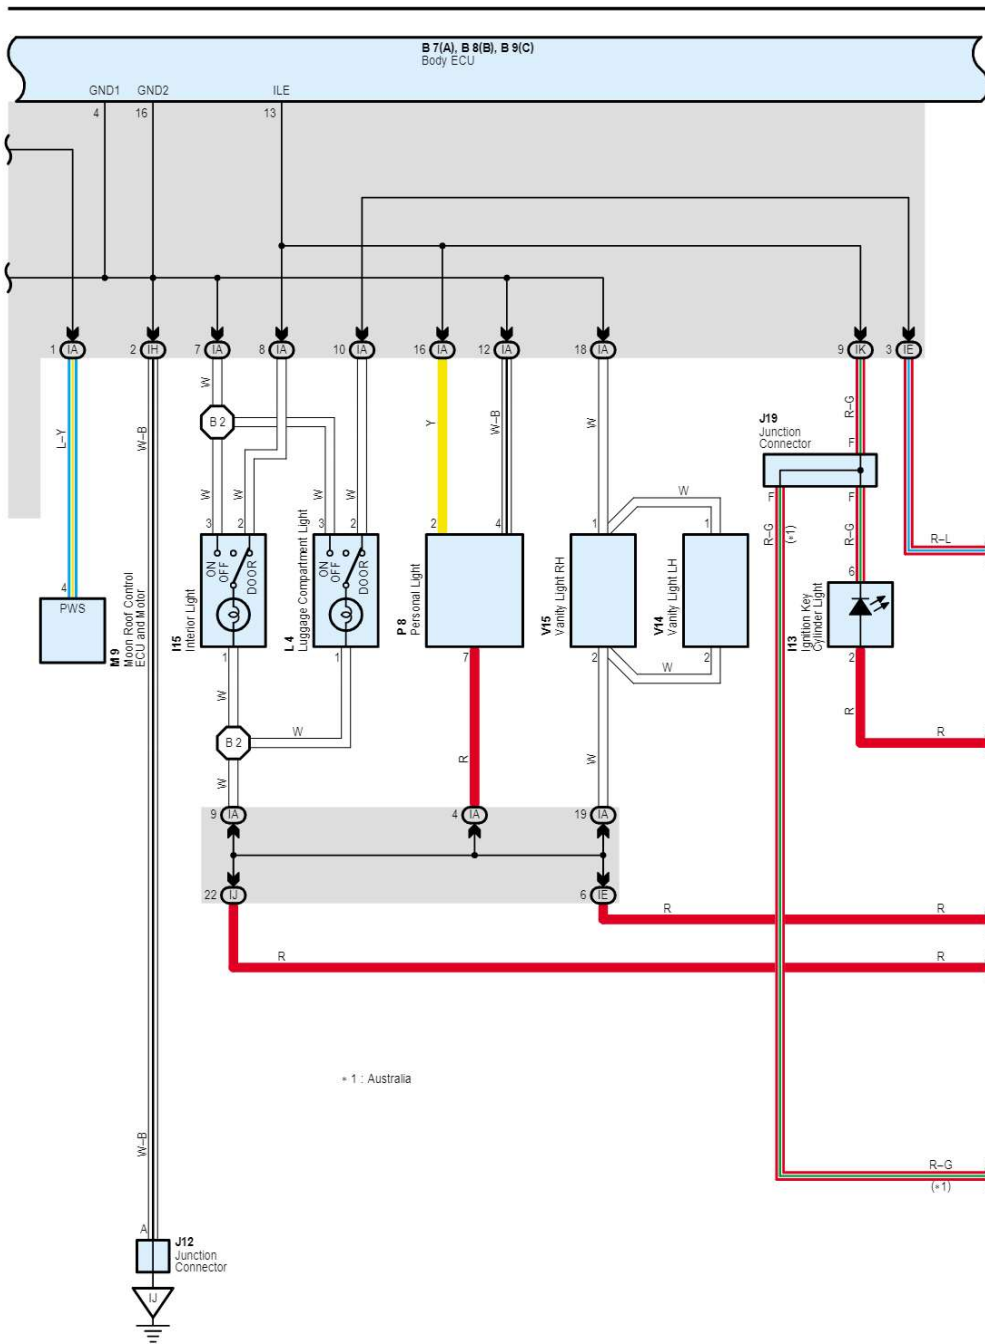 B 7(A), B 8(B), B 9(C)
Body ECU
GND1 GND2 ILE
4 16 13
1 IA 2 IH 7 IA 8 IA 10 IA 16 IA 12 IA 18 IA 9 IK 3 IE
L–Y
W–B
W
B 2
W
W
W
W
Y
W–B
W
R–G
J19
Junction
Connector
F
F F
R–G
(*1)
R–G
R–L
W
3 2 3 2 2 4 1 1
4
PWS
M 9
Moon Roof Control
ECU and Motor
ON
OFF
DOOR
I15
Interior Light
ON
OFF
DOOR
L 4
Luggage Compartment Light
P 8
Personal Light
V15
Vanity Light RH
V14
Vanity Light LH
6
I13
Ignition Key
Cylinder Light
2
1 1 7 2 2
W
W
B 2
W
W
R
W
R
R
9 IA 4 IA 19 IA
22 IJ 6 IE
R R
R R
* 1 : Australia
W–B
R–G
(*1)
A
J12
Junction
Connector
IJ